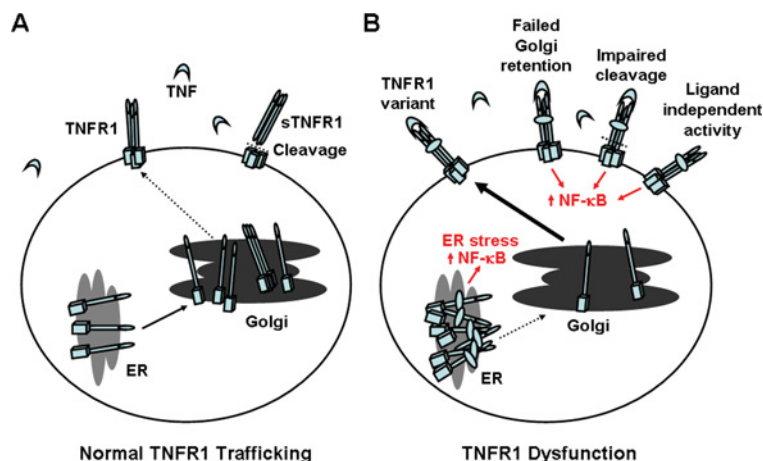 A
TNF
TNFR1
sTNFR1
Cleavage
Golgi
ER
Normal TNFR1 Trafficking
B
Failed
Golgi
retention
Impaired
cleavage
TNFR1
variant
Ligand
independent
activity
↑ NF-κB
ER stress
↑ NF-κB
Golgi
ER
TNFR1 Dysfunction